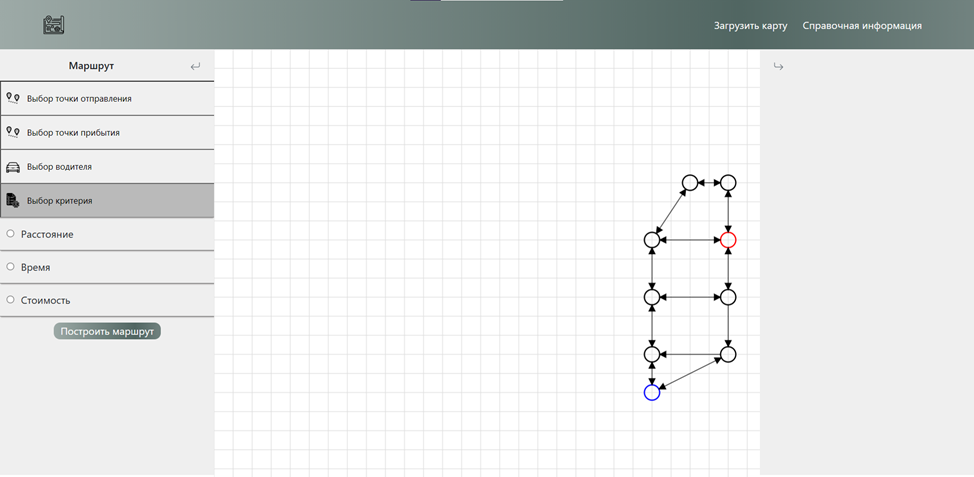 Загрузить карту
Справочная информация
Маршрут
Выбор точки отправления
Выбор точки прибытия
Выбор водителя
Выбор критерия
Расстояние
Время
Стоимость
Построить маршрут